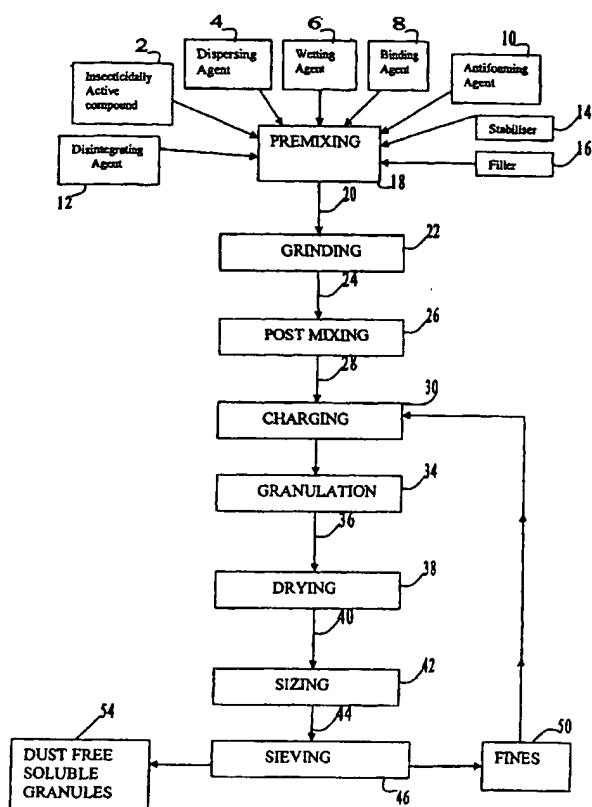 4
6
8
10
2
Dispersing
Agent
Wetting
Agent
Binding
Agent
Antifoaming
Agent
Insecticidally
Active
compound
14
Stabiliser
PREMIXING
Disintegrating
Agent
16
Filler
12
18
20
22
GRINDING
24
26
POST MIXING
28
30
CHARGING
34
GRANULATION
36
38
DRYING
40
42
SIZING
44
54
50
DUST FREE
SOLUBLE
GRANULES
SIEVING
FINES
46